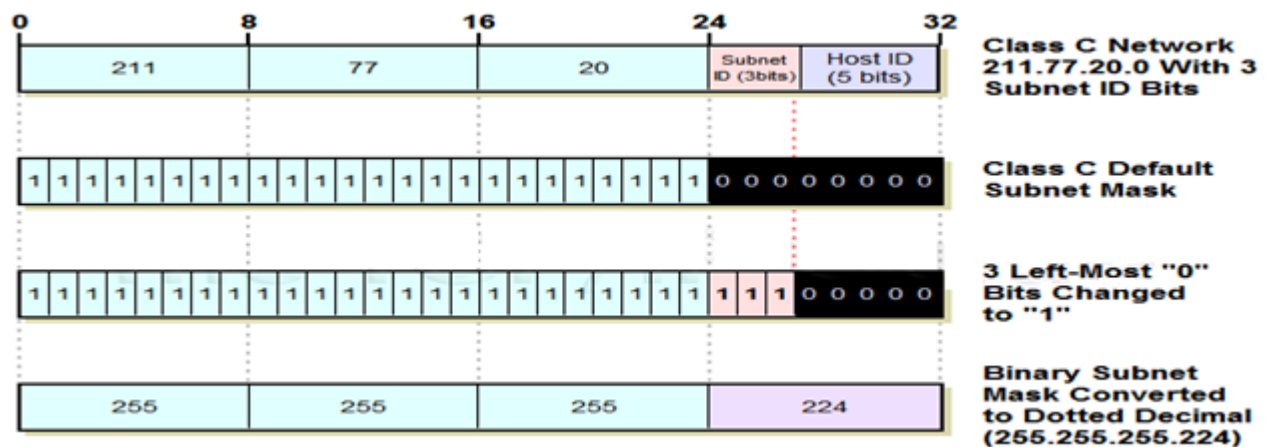 0 8 16 24 32
211 77 20 Subnet ID (3bits) Host ID (5 bits)
Class C Network
211.77.20.0 With 3
Subnet ID Bits
1 1 1 1 1 1 1 1 1 1 1 1 1 1 1 1 1 1 1 1 1 1 1 1 0 0 0 0 0 0 0 0
Class C Default
Subnet Mask
1 1 1 1 1 1 1 1 1 1 1 1 1 1 1 1 1 1 1 1 1 1 1 1 1 1 1 0 0 0 0 0
3 Left-Most "0"
Bits Changed
to "1"
255 255 255 224
Binary Subnet
Mask Converted
to Dotted Decimal
(255.255.255.224)